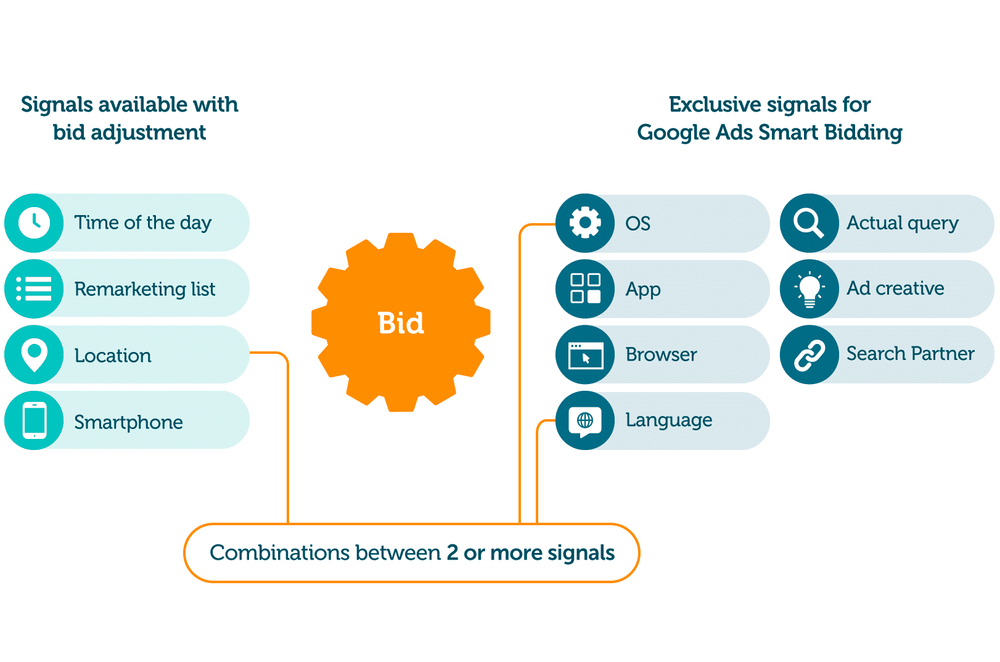 Signals available with
bid adjustment
Time of the day
Remarketing list
Location
Smartphone
Bid
Exclusive signals for
Google Ads Smart Bidding
OS
App
Browser
Language
Actual query
Ad creative
Search Partner
Combinations between 2 or more signals